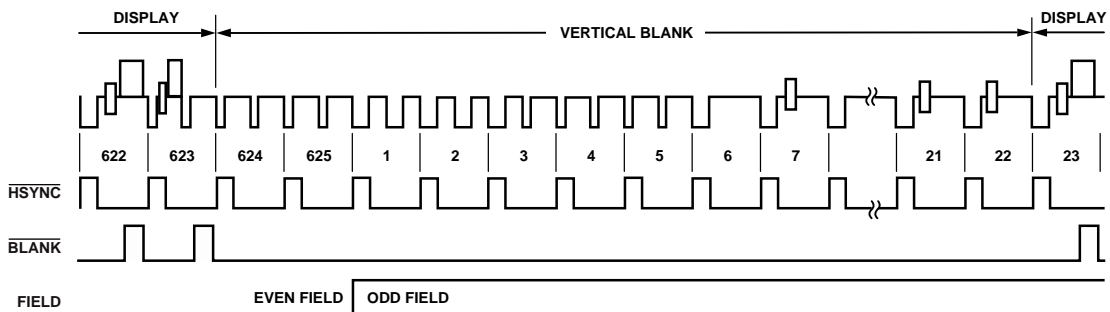 DISPLAY VERTICAL BLANK DISPLAY
622 623 624 625 1 2 3 4 5 6 7 21 22 23
HSYNC
BLANK
FIELD EVEN FIELD ODD FIELD